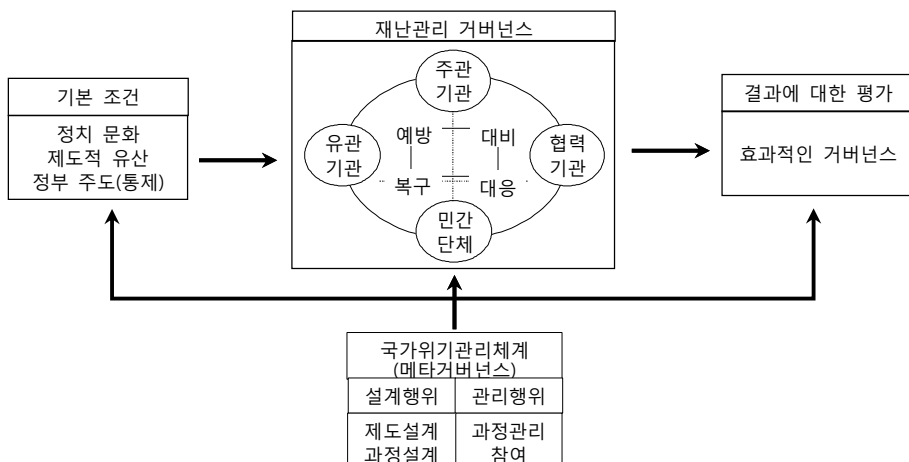 재난관리 거버넌스
주관
기관
기본 조건
정치 문화
제도적 유산
정부 주도(통제)
유관
기관
예방
대비
협력
기관
복구
대응
민간
단체
결과에 대한 평가
효과적인 거버넌스
국가위기관리체계
(메타거버넌스)
설계행위
관리행위
제도설계
과정설계
과정관리
참여